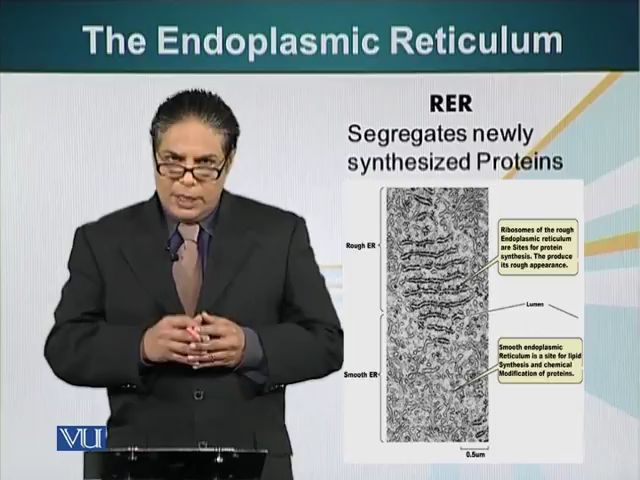 The Endoplasmic Reticulum
RER
Segregates newly
synthesized Proteins
Rough ER
Ribosomes of the rough
Endoplasmic reticulum
are Sites for protein
synthesis. The produce
its rough appearance.
Lumen
Smooth ER
Smooth endoplasmic
Reticulum is a site for lipid
Synthesis and chemical
Modification of proteins.
0.5um
VU